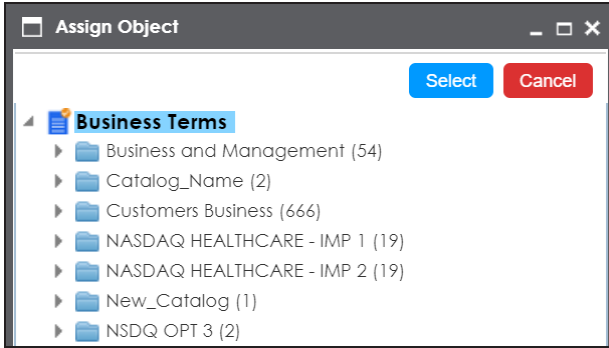 Assign Object
Select Cancel
Business Terms
Business and Management (54)
Catalog_Name (2)
Customers Business (666)
NASDAQ HEALTHCARE - IMP 1 (19)
NASDAQ HEALTHCARE - IMP 2 (19)
New_Catalog (1)
NSDQ OPT 3 (2)